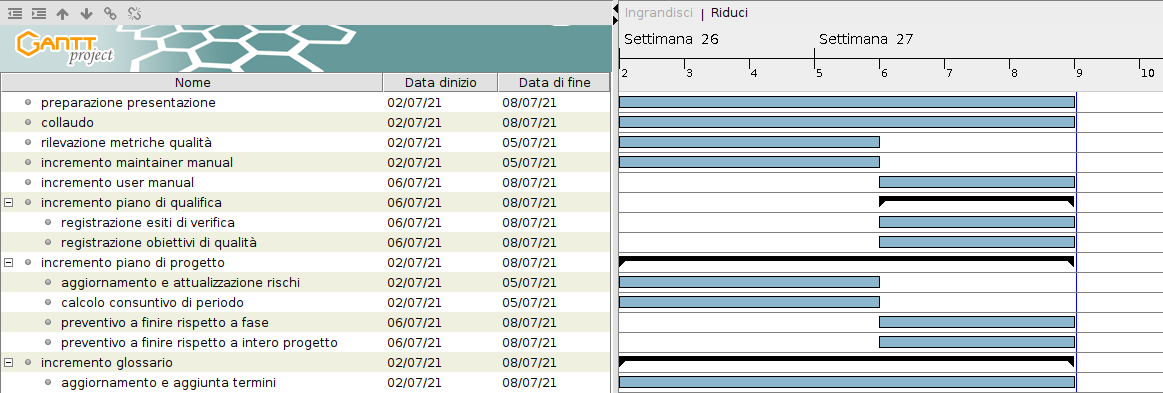 Ingrandisci | Riduci
GANTT project
Settimana 26 Settimana 27
2 3 4 5 6 7 8 9 10
Nome Data dinizio Data di fine
preparazione presentazione 02/07/21 08/07/21
collaudo 02/07/21 08/07/21
rilevazione metriche qualità 02/07/21 05/07/21
incremento maintainer manual 02/07/21 05/07/21
incremento user manual 06/07/21 08/07/21
incremento piano di qualifica 06/07/21 08/07/21
registrazione esiti di verifica 06/07/21 08/07/21
registrazione obiettivi di qualità 06/07/21 08/07/21
incremento piano di progetto 02/07/21 08/07/21
aggiornamento e attualizzazione rischi 02/07/21 05/07/21
calcolo consuntivo di periodo 02/07/21 05/07/21
preventivo a finire rispetto a fase 06/07/21 08/07/21
preventivo a finire rispetto a intero progetto 06/07/21 08/07/21
incremento glossario 02/07/21 08/07/21
aggiornamento e aggiunta termini 02/07/21 08/07/21